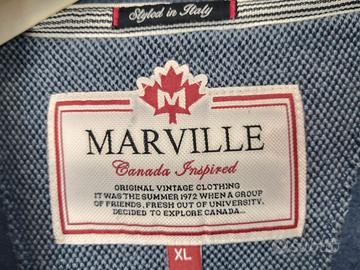 Styled in Italy
M
MARVILLE
Canada Inspired
ORIGINAL VINTAGE CLOTHING
IT WAS THE SUMMER 1972 WHEN A GROUP
OF FRIENDS, FRESH OUT OF UNIVERSITY,
DECIDED TO EXPLORE CANADA...
XL